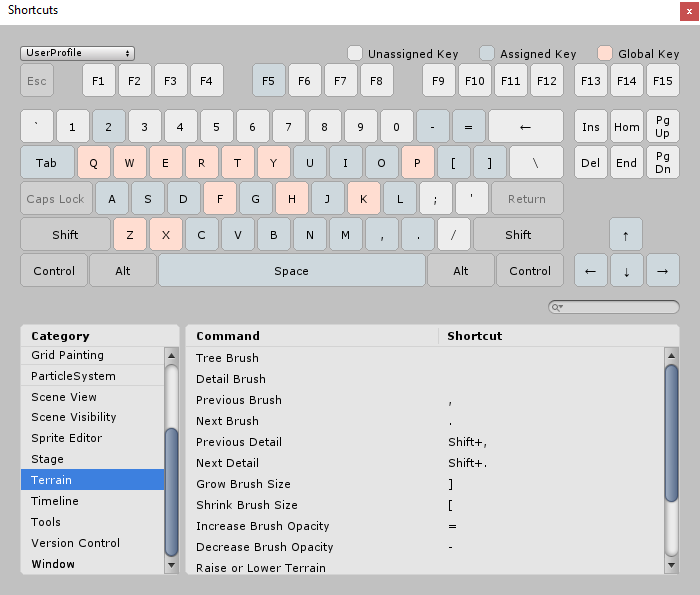 Shortcuts x
UserProfile
Unassigned Key Assigned Key Global Key
Esc F1 F2 F3 F4 F5 F6 F7 F8 F9 F10 F11 F12 F13 F14 F15
` 1 2 3 4 5 6 7 8 9 0 - = ← Ins Hom Pg Up
Tab Q W E R T Y U I O P [ ] \ Del End Pg Dn
Caps Lock A S D F G H J K L ; ' Return
Shift Z X C V B N M , . / Shift ↑
Control Alt Space Alt Control ← ↓ →
Category
Grid Painting
ParticleSystem
Scene View
Scene Visibility
Sprite Editor
Stage
Terrain
Timeline
Tools
Version Control
Window
Command Shortcut
Tree Brush
Detail Brush
Previous Brush ,
Next Brush .
Previous Detail Shift+,
Next Detail Shift+.
Grow Brush Size ]
Shrink Brush Size [
Increase Brush Opacity =
Decrease Brush Opacity -
Raise or Lower Terrain